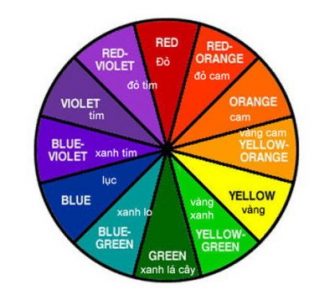 RED
Đỏ
RED-
ORANGE
đỏ cam
ORANGE
cam
vàng cam
YELLOW-
ORANGE
YELLOW
vàng
vàng
xanh
YELLOW-
GREEN
GREEN
xanh lá cây
xanh lơ
BLUE-
GREEN
lục
BLUE
BLUE-
VIOLET
xanh tím
VIOLET
tím
RED-
VIOLET
đỏ tím